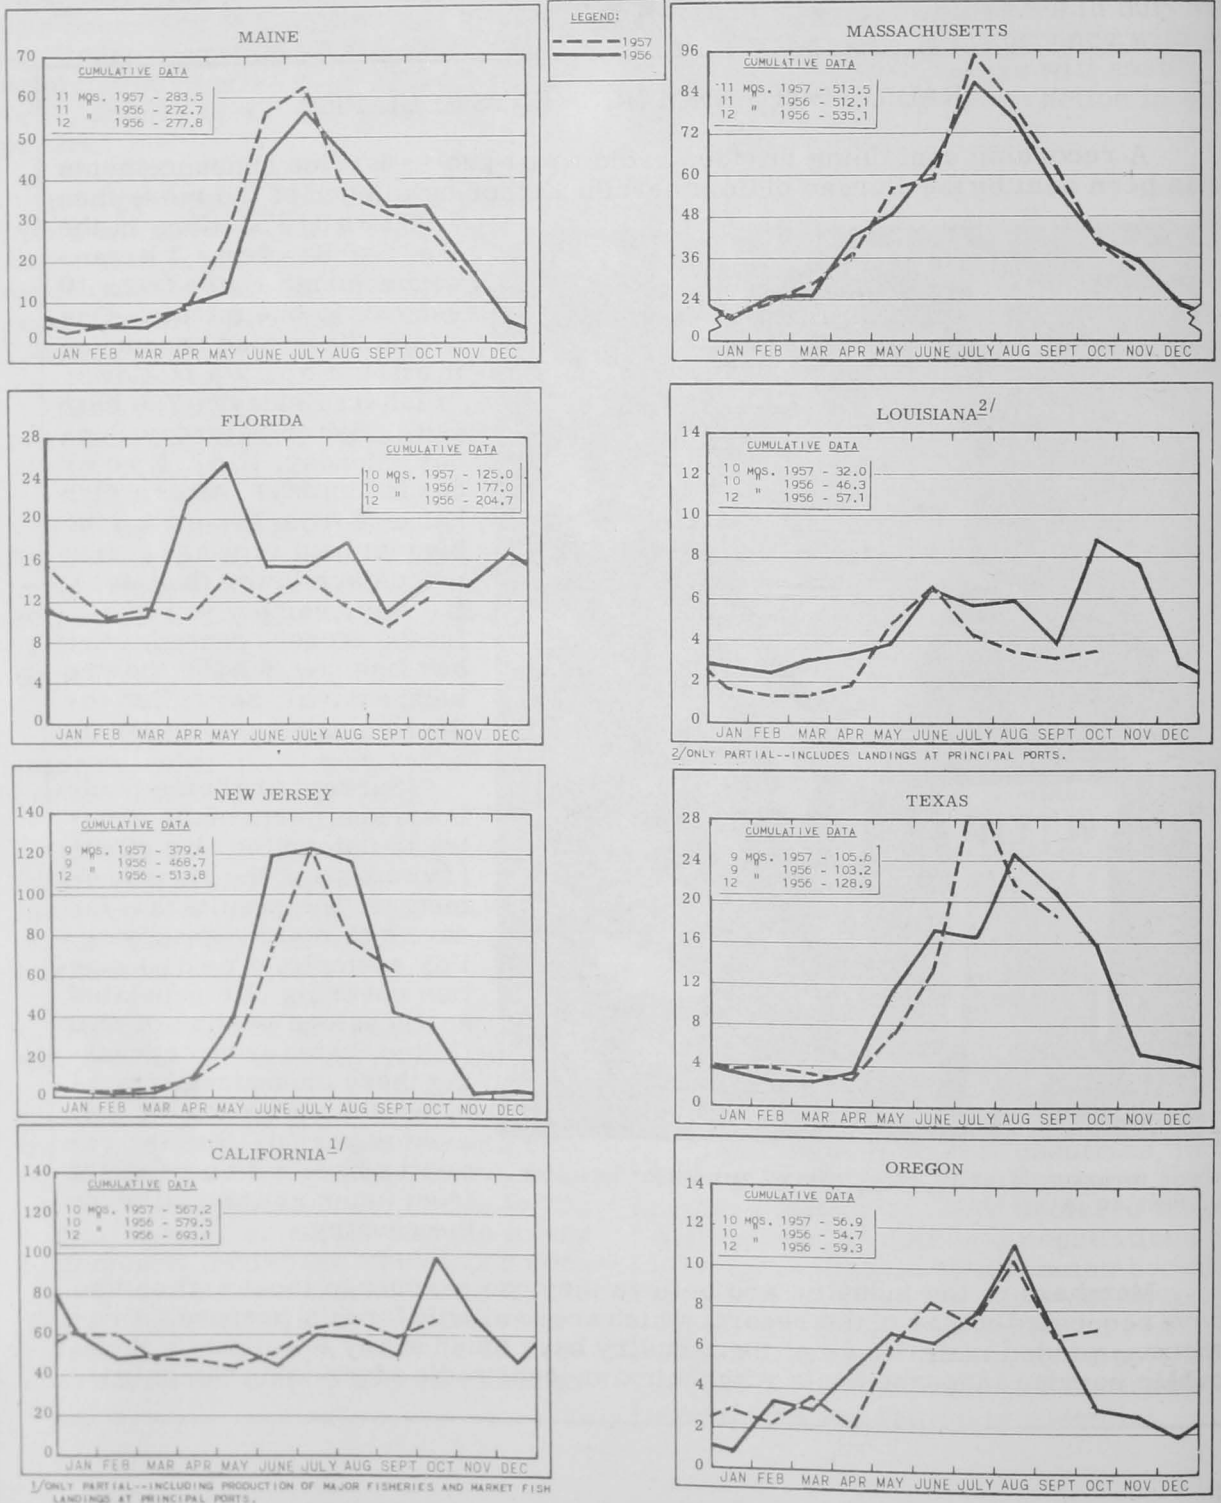 LEGEND:
1957
1956
MAINE
70
60
50
40
30
20
10
0
CUMULATIVE DATA
11 MOS. 1957 - 283.5
11 " 1956 - 272.7
12 1956 - 277.8
JAN FEB MAR APR MAY JUNE JULY AUG SEPT OCT NOV DEC
MASSACHUSETTS
96
84
72
60
48
36
24
0
CUMULATIVE DATA
11 MOS. 1957 - 513.5
11 " 1956 - 512.1
12 1956 - 535.1
JAN FEB MAR APR MAY JUNE JULY AUG SEPT OCT NOV. DEC
FLORIDA
28
24
20
16
12
8
4
0
CUMULATIVE DATA
10 MOS. 1957 - 125.0
10 " 1956 - 177.0
12 1956 - 204.7
JAN FEB MAR APR MAY JUNE JULY AUG SEPT OCT NOV DEC
LOUISIANA 2/
14
12
10
8
6
4
2
0
CUMULATIVE DATA
10 MOS. 1957 - 32.0
10 " 1956 - 46.3
12 1956 - 57.1
JAN FEB MAR APR MAY JUNE JULY AUG SEPT OCT NOV DEC
2/ONLY PARTIAL--INCLUDES LANDINGS AT PRINCIPAL PORTS.
NEW JERSEY
140
120
100
80
60
40
20
0
CUMULATIVE DATA
9 MOS. 1957 - 379.4
9 " 1956 - 468.7
12 1956 - 513.8
JAN FEB MAR APR MAY JUNE JULY AUG SEPT OCT NOV DEC
TEXAS
28
24
20
16
12
8
4
0
CUMULATIVE DATA
9 MOS. 1957 - 105.6
9 " 1956 - 103.2
12 1956 - 128.9
JAN FEB MAR APR MAY JUNE JULY AUG SEPT OCT NOV DEC
CALIFORNIA 1/
140
120
100
80
60
40
20
0
CUMULATIVE DATA
10 MOS. 1957 - 567.2
10 " 1956 - 579.5
12 1956 - 693.1
JAN FEB MAR APR MAY JUNE JULY AUG SEPT OCT NOV DEC
1/ONLY PARTIAL--INCLUDING PRODUCTION OF MAJOR FISHERIES AND MARKET FISH
LANDINGS AT PRINCIPAL PORTS.
OREGON
14
12
10
8
6
4
2
0
CUMULATIVE DATA
10 MOS. 1957 - 56.9
10 " 1956 - 54.7
12 1956 - 59.3
JAN FEB MAR APR MAY JUNE JULY AUG SEPT OCT NOV DEC